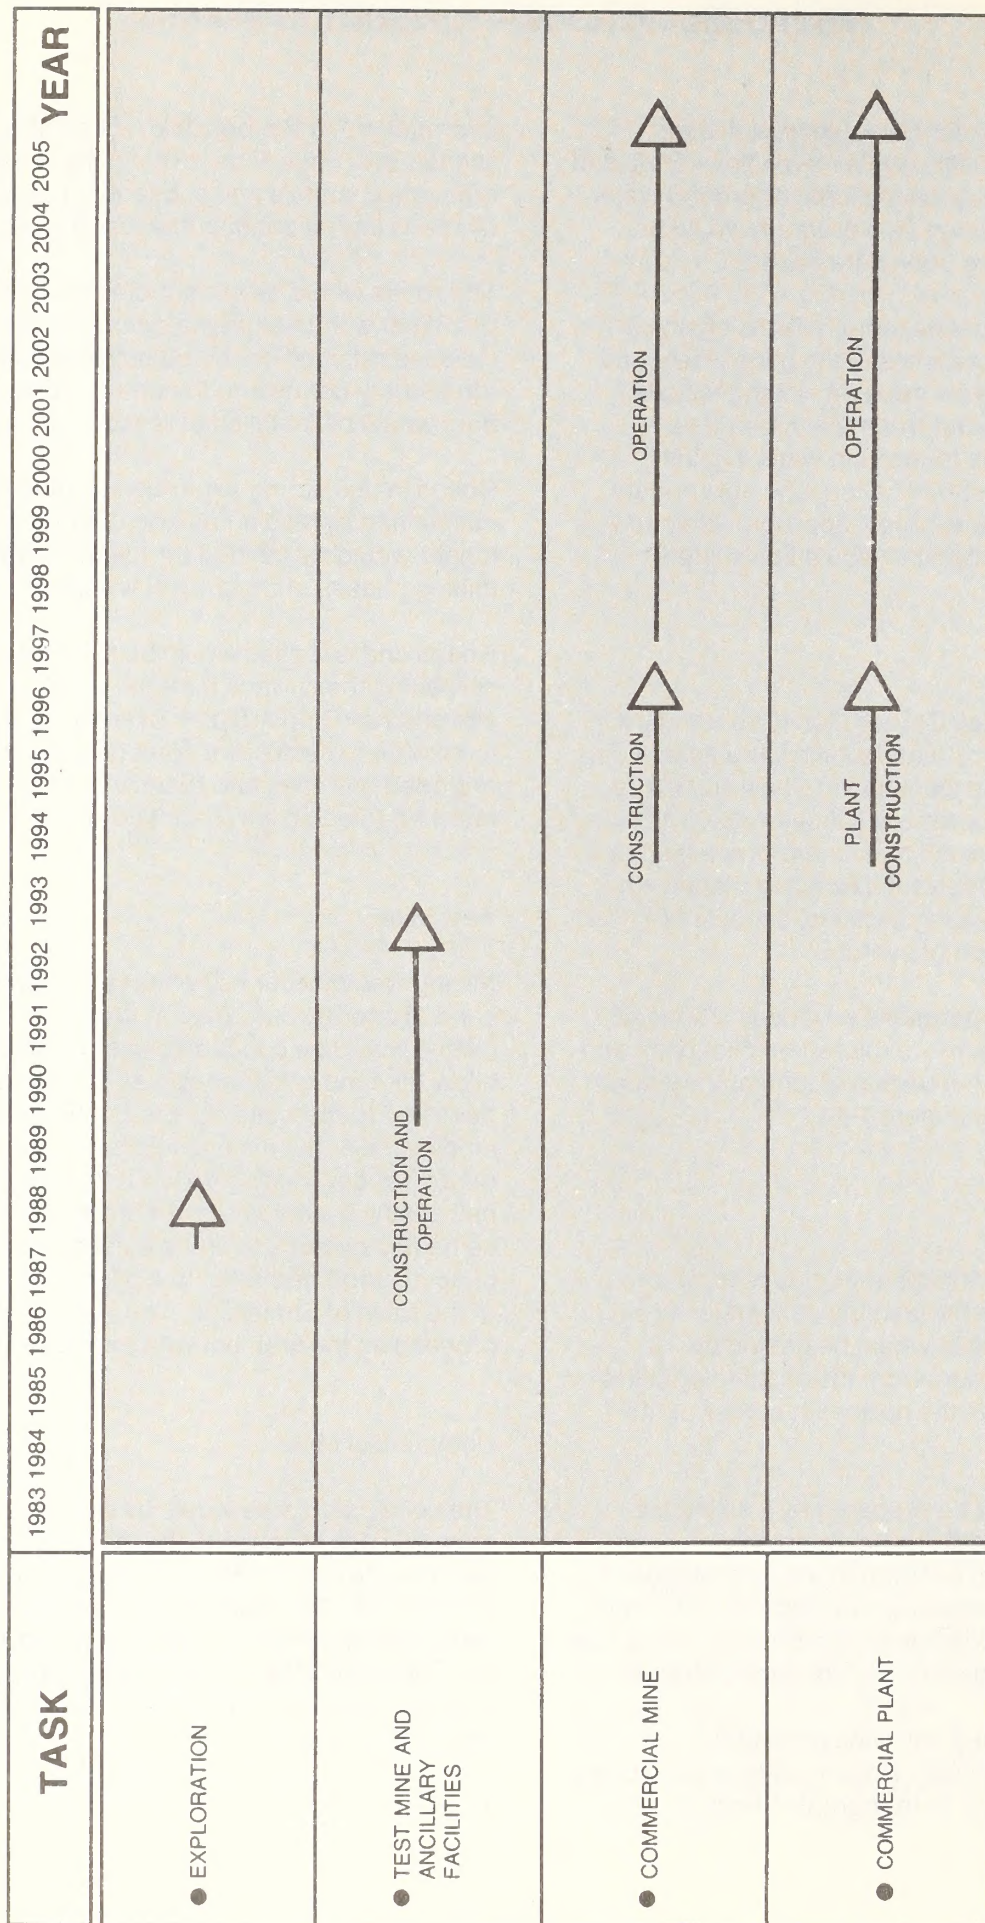 TASK
1983 1984 1985 1986 1987 1988 1989 1990 1991 1992 1993 1994 1995 1996 1997 1998 1999 2000 2001 2002 2003 2004 2005 YEAR
● EXPLORATION
● TEST MINE AND
ANCILLARY
FACILITIES
CONSTRUCTION AND
OPERATION
● COMMERCIAL MINE
CONSTRUCTION
OPERATION
● COMMERCIAL PLANT
PLANT
CONSTRUCTION
OPERATION